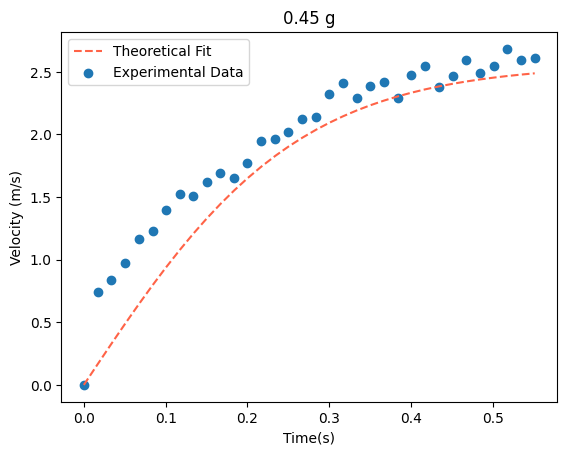 0.45 g
Theoretical Fit
Experimental Data
Velocity (m/s)
2.5
2.0
1.5
1.0
0.5
0.0
0.0 0.1 0.2 0.3 0.4 0.5
Time(s)